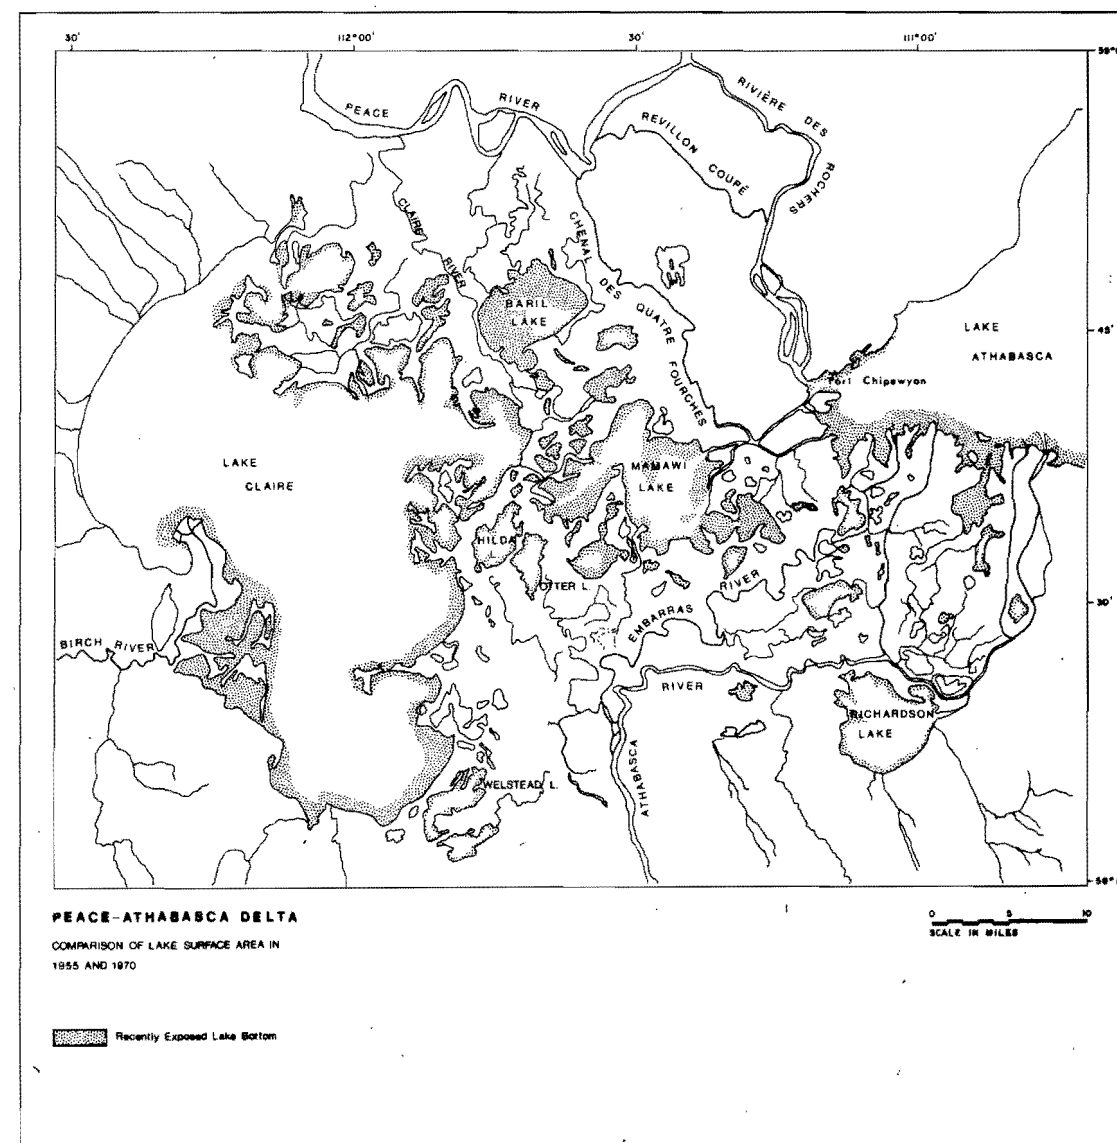 30'
112°00'
30'
111°00'
PEACE
RIVER
RIVIÈRE DES
ROCHERS
REVILLON COUPÉ
CLAIRE
RIVER
CHENAL DES QUATRE FOURCHES
BARIL
LAKE
45'
LAKE
ATHABASCA
Fort Chipewyan
LAKE
CLAIRE
MAMAWI
LAKE
HILDA
L.
OTTER L.
EMBARRAS RIVER
30'
BIRCH RIVER
RIVER
RICHARDSON
LAKE
ATHABASCA
WELSTEAD L.
PEACE-ATHABASCA DELTA
COMPARISON OF LAKE SURFACE AREA IN
1955 AND 1970
0 5 10
SCALE IN MILES
Recently Exposed Lake Bottom